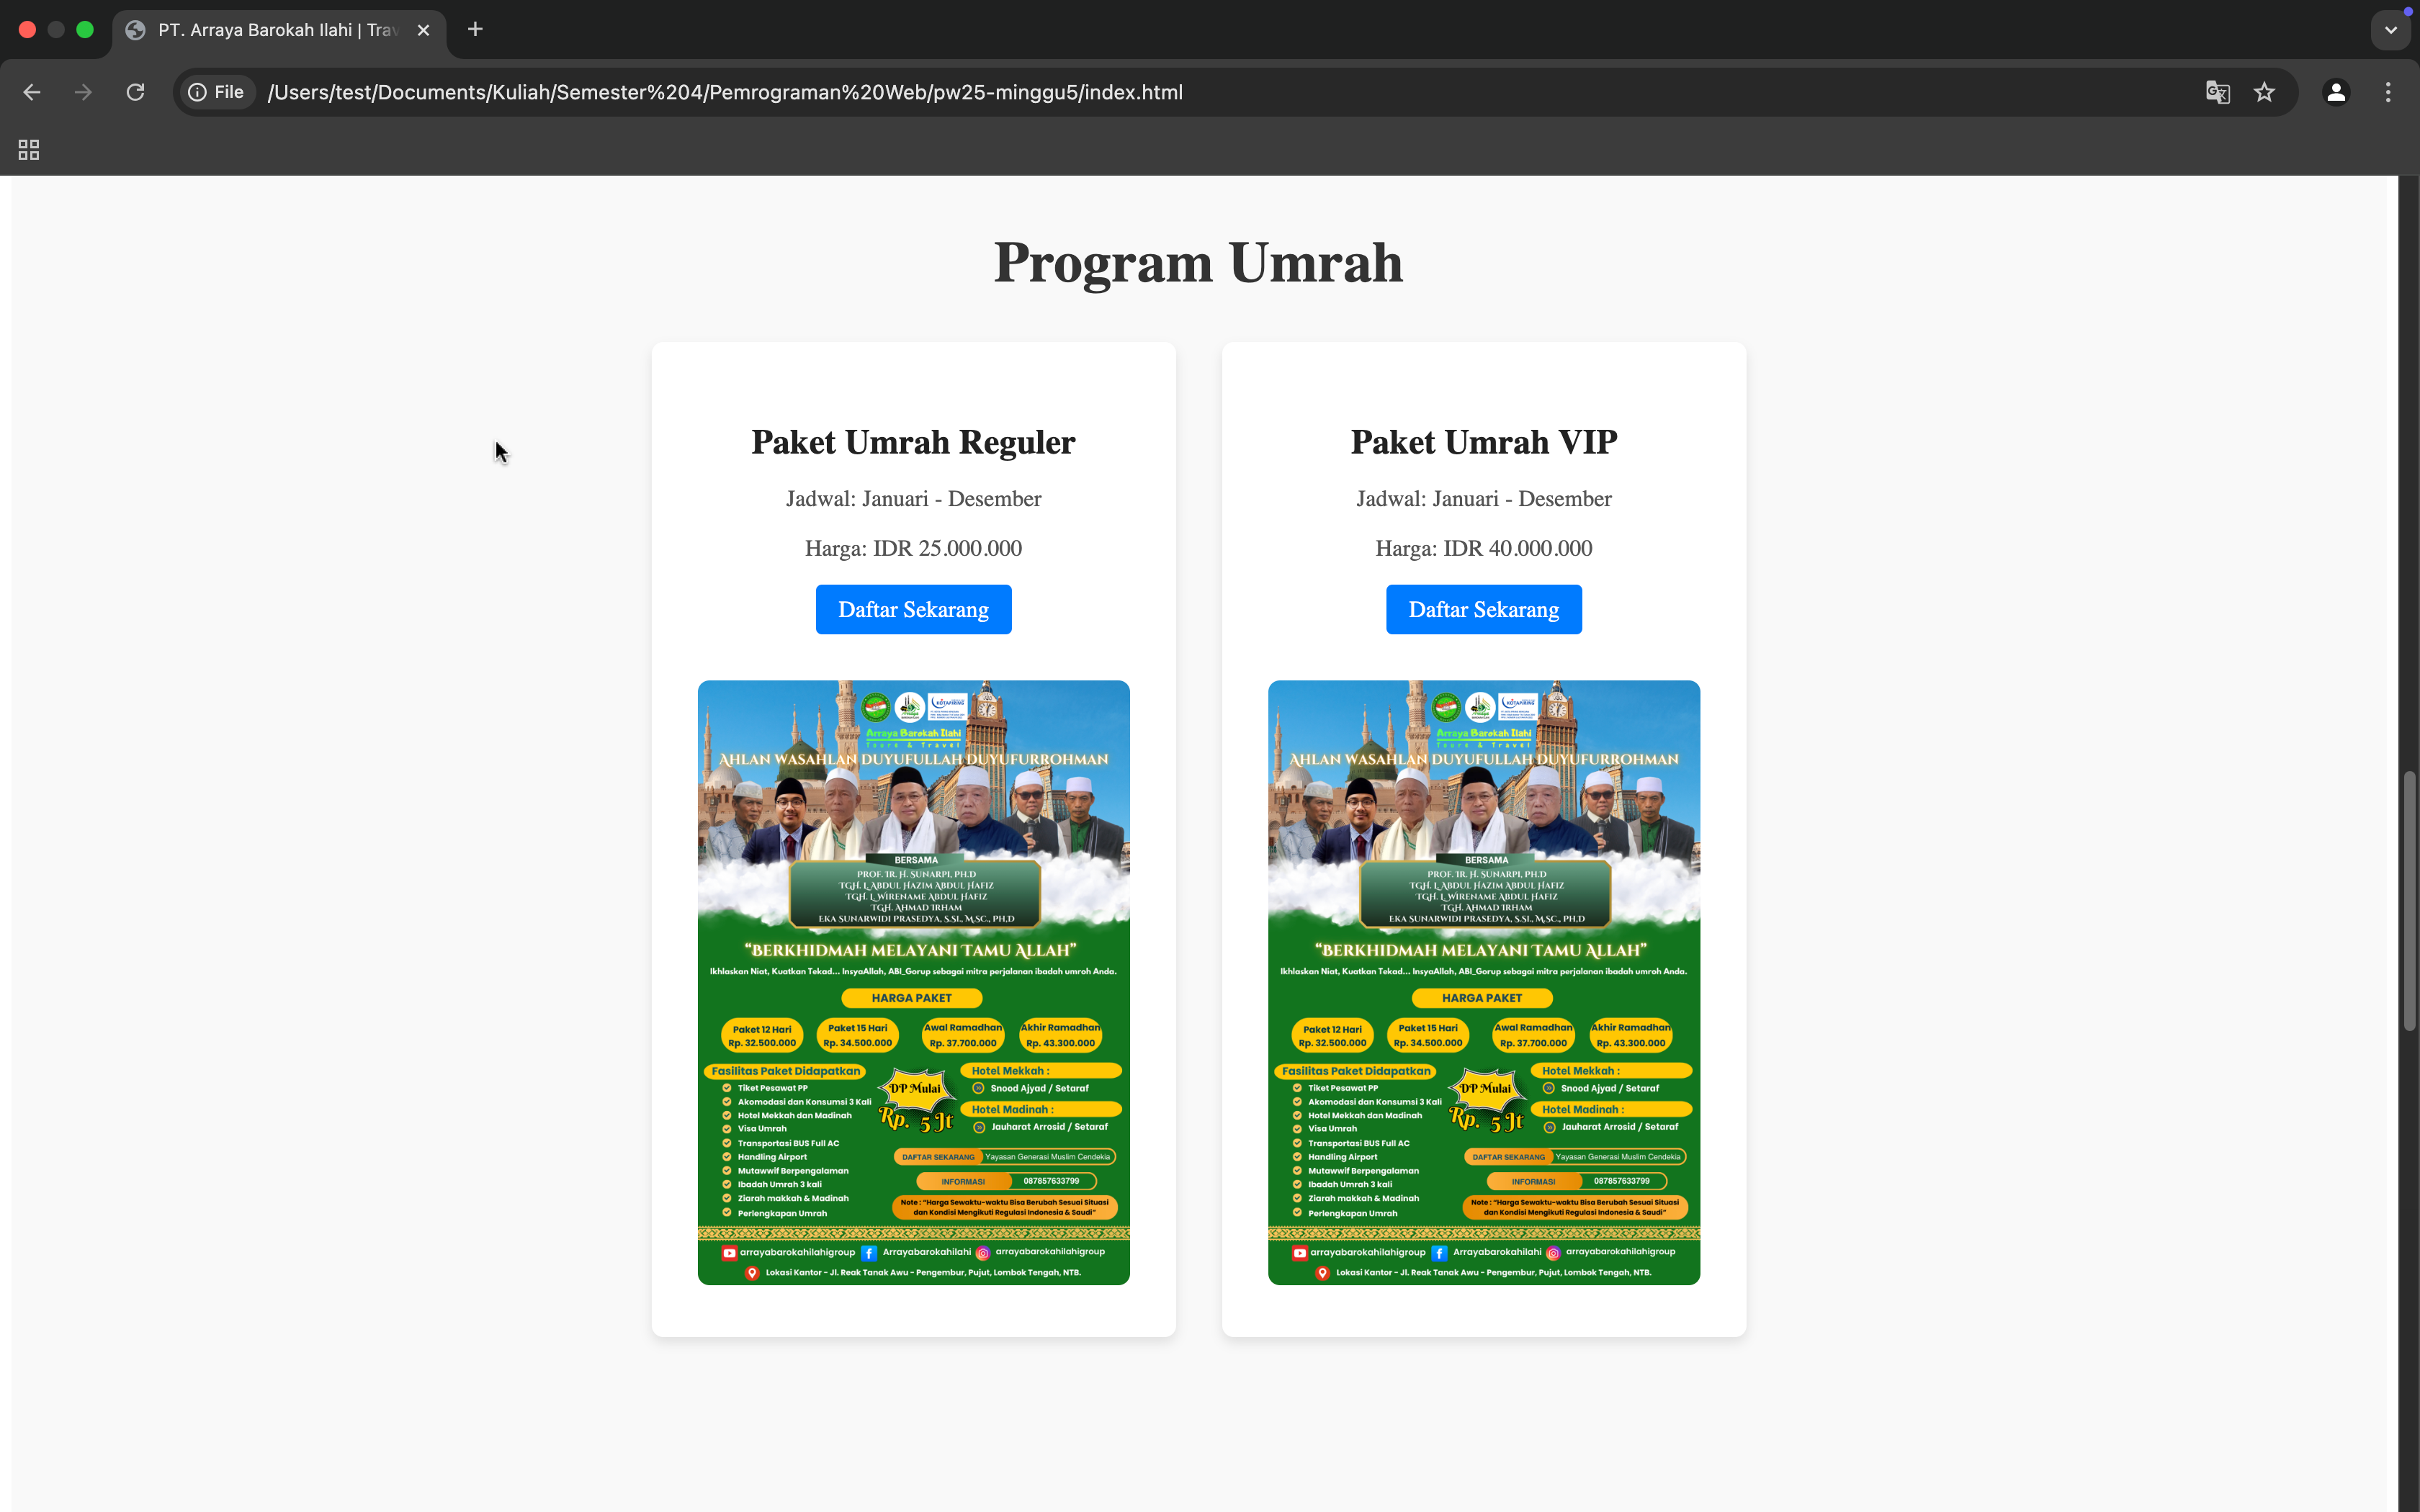 PT. Arraya Barokah Ilahi | Trav
File
/Users/test/Documents/Kuliah/Semester%204/Pemrograman%20Web/pw25-minggu5/index.html
Program Umrah
Paket Umrah Reguler
Jadwal: Januari - Desember
Harga: IDR 25.000.000
Daftar Sekarang
KOTAPIRING
Arraya Barokah Ilahi
Tours & Travel
AHLAN WASAHLAN DUYUFULLAH DUYUFURROHMAN
BERSAMA
PROF. IR. H. SUNARPI, PH.D
TGH. L. ABDUL HAZIM ABDUL HAFIZ
TGH. L. WIRENAME ABDUL HAFIZ
TGH. AHMAD IRHAM
EKA SUNARWIDI PRASEDYA, S.SI., M.SC., PH,D
“BERKHIDMAH MELAYANI TAMU ALLAH”
Ikhlaskan Niat, Kuatkan Tekad... InsyaAlloh, ABI_Gorup sebagai mitra perjalanan ibadah umroh Anda.
HARGA PAKET
Paket 12 Hari
Rp. 32.500.000
Paket 15 Hari
Rp. 34.500.000
Awal Ramadhan
Rp. 37.700.000
Akhir Ramadhan
Rp. 43.300.000
Fasilitas Paket Didapatkan
Tiket Pesawat PP
Akomodasi dan Konsumsi 3 Kali
Hotel Mekkah dan Madinah
Visa Umrah
Transportasi BUS Full AC
Handling Airport
Mutawwif Berpengalaman
Ibadah Umrah 3 kali
Ziarah makkah & Madinah
Perlengkapan Umrah
DP Mulai
Rp. 5 Jt
Hotel Mekkah :
Snood Ajyad / Setaraf
Hotel Madinah :
Jauharat Arrosid / Setaraf
DAFTAR SEKARANG Yayasan Generasi Muslim Cendekia
INFORMASI 087857633799
Note : “Harga Sewaktu-waktu Bisa Berubah Sesuai Situasi
dan Kondisi Mengikuti Regulasi Indonesia & Saudi”
arrayabarokahilahigroup Arrayabarokahilahi arrayabarokahilahigroup
Lokasi Kantor - Jl. Reak Tanak Awu - Pengembur, Pujut, Lombok Tengah, NTB.
Paket Umrah VIP
Jadwal: Januari - Desember
Harga: IDR 40.000.000
Daftar Sekarang
KOTAPIRING
Arraya Barokah Ilahi
Tours & Travel
AHLAN WASAHLAN DUYUFULLAH DUYUFURROHMAN
BERSAMA
PROF. IR. H. SUNARPI, PH.D
TGH. L. ABDUL HAZIM ABDUL HAFIZ
TGH. L. WIRENAME ABDUL HAFIZ
TGH. AHMAD IRHAM
EKA SUNARWIDI PRASEDYA, S.SI., M.SC., PH,D
“BERKHIDMAH MELAYANI TAMU ALLAH”
Ikhlaskan Niat, Kuatkan Tekad... InsyaAlloh, ABI_Gorup sebagai mitra perjalanan ibadah umroh Anda.
HARGA PAKET
Paket 12 Hari
Rp. 32.500.000
Paket 15 Hari
Rp. 34.500.000
Awal Ramadhan
Rp. 37.700.000
Akhir Ramadhan
Rp. 43.300.000
Fasilitas Paket Didapatkan
Tiket Pesawat PP
Akomodasi dan Konsumsi 3 Kali
Hotel Mekkah dan Madinah
Visa Umrah
Transportasi BUS Full AC
Handling Airport
Mutawwif Berpengalaman
Ibadah Umrah 3 kali
Ziarah makkah & Madinah
Perlengkapan Umrah
DP Mulai
Rp. 5 Jt
Hotel Mekkah :
Snood Ajyad / Setaraf
Hotel Madinah :
Jauharat Arrosid / Setaraf
DAFTAR SEKARANG Yayasan Generasi Muslim Cendekia
INFORMASI 087857633799
Note : “Harga Sewaktu-waktu Bisa Berubah Sesuai Situasi
dan Kondisi Mengikuti Regulasi Indonesia & Saudi”
arrayabarokahilahigroup Arrayabarokahilahi arrayabarokahilahigroup
Lokasi Kantor - Jl. Reak Tanak Awu - Pengembur, Pujut, Lombok Tengah, NTB.